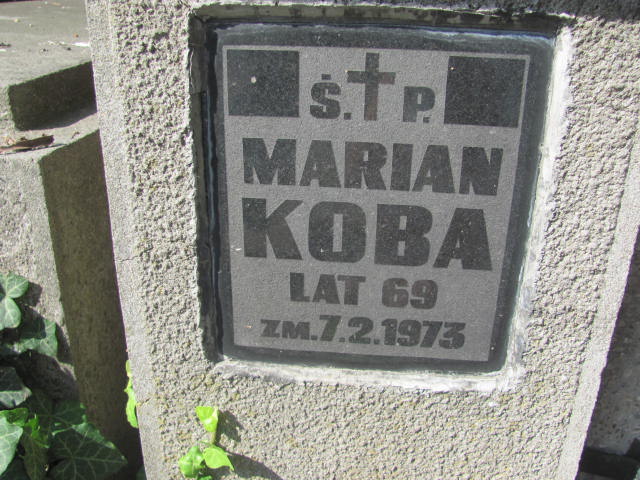 Ś. P.
MARIAN
KOBA
LAT 69
ZM. 7.2.1973